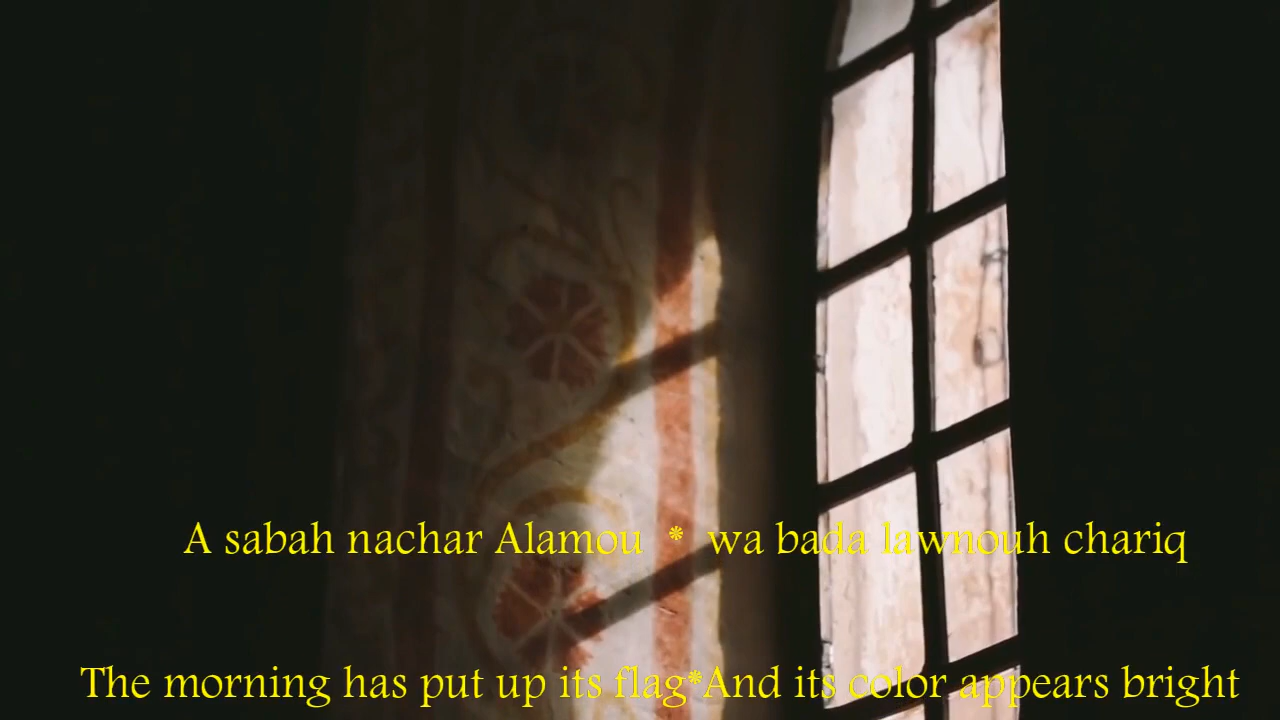 A sabah nachar Alamou * wa bada lawnouh chariq
The morning has put up its flag*And its color appears bright